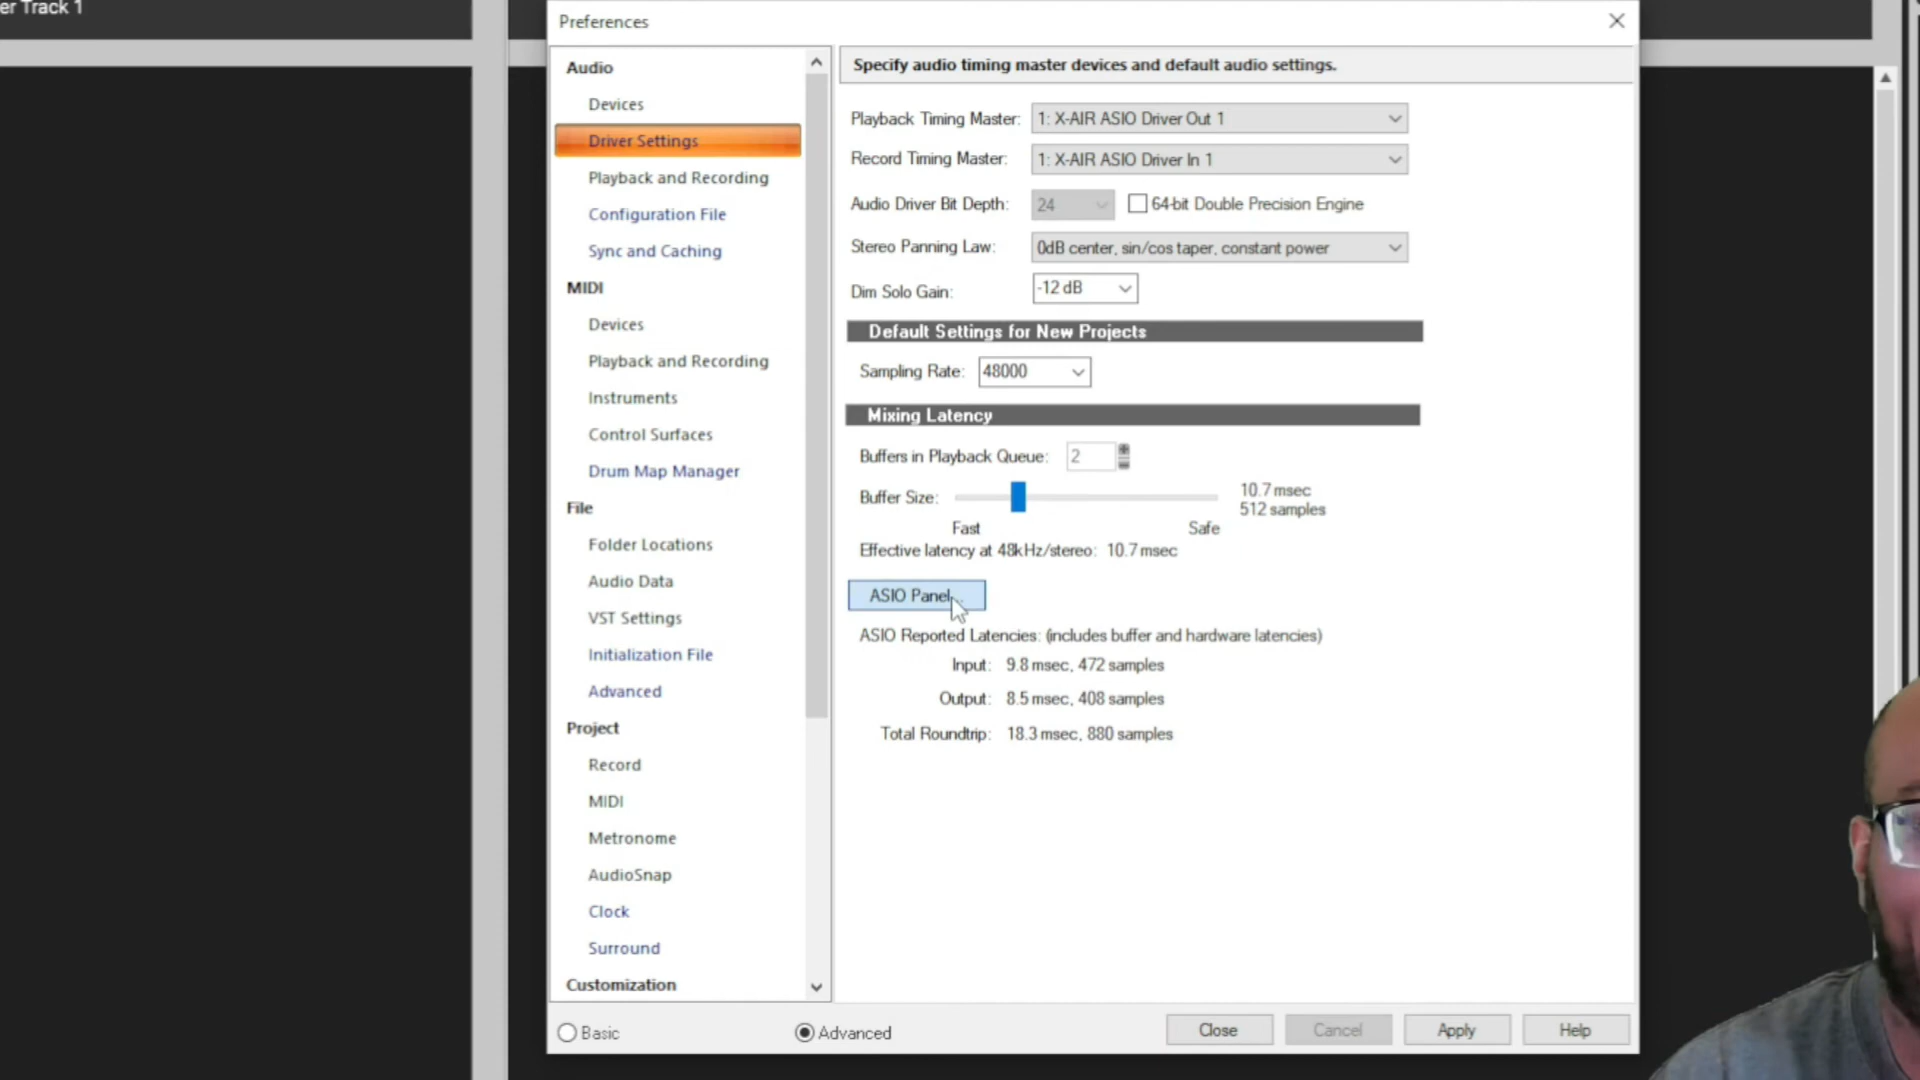 er Track 1
Preferences
Audio
Devices
Driver Settings
Playback and Recording
Configuration File
Sync and Caching
MIDI
Devices
Playback and Recording
Instruments
Control Surfaces
Drum Map Manager
File
Folder Locations
Audio Data
VST Settings
Initialization File
Advanced
Project
Record
MIDI
Metronome
AudioSnap
Clock
Surround
Customization
Basic
Advanced
Specify audio timing master devices and default audio settings.
Playback Timing Master: 1: X-AIR ASIO Driver Out 1
Record Timing Master: 1: X-AIR ASIO Driver In 1
Audio Driver Bit Depth: 24 64-bit Double Precision Engine
Stereo Panning Law: 0dB center, sin/cos taper, constant power
Dim Solo Gain: -12 dB
Default Settings for New Projects
Sampling Rate: 48000
Mixing Latency
Buffers in Playback Queue: 2
Buffer Size: 10.7 msec
512 samples
Fast Safe
Effective latency at 48kHz/stereo: 10.7 msec
ASIO Panel...
ASIO Reported Latencies: (includes buffer and hardware latencies)
Input: 9.8 msec, 472 samples
Output: 8.5 msec, 408 samples
Total Roundtrip: 18.3 msec, 880 samples
Close Cancel Apply Help